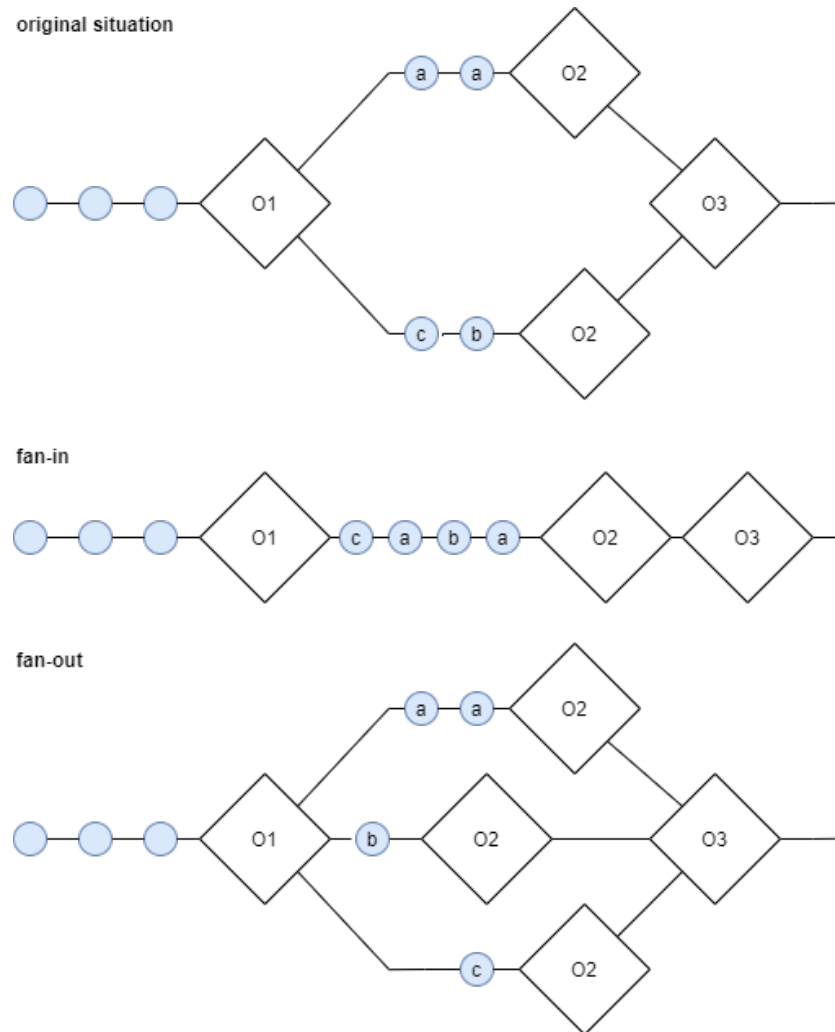 original situation
a a O2
O1 O3
c b O2
fan-in
O1 c a b a O2 O3
fan-out
a a O2
O1 b O2 O3
c O2